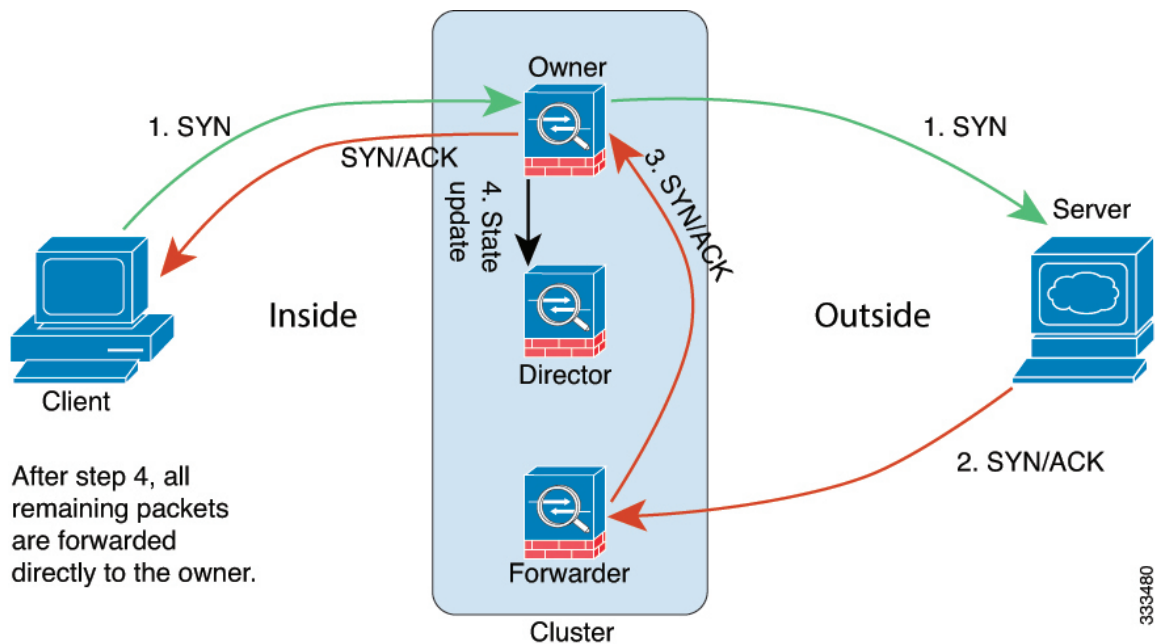 Owner
1. SYN
1. SYN
SYN/ACK
3. SYN/ACK
4. State
update
Server
Inside
Outside
Director
Client
2. SYN/ACK
After step 4, all
remaining packets
are forwarded
directly to the owner.
Forwarder
Cluster
333480